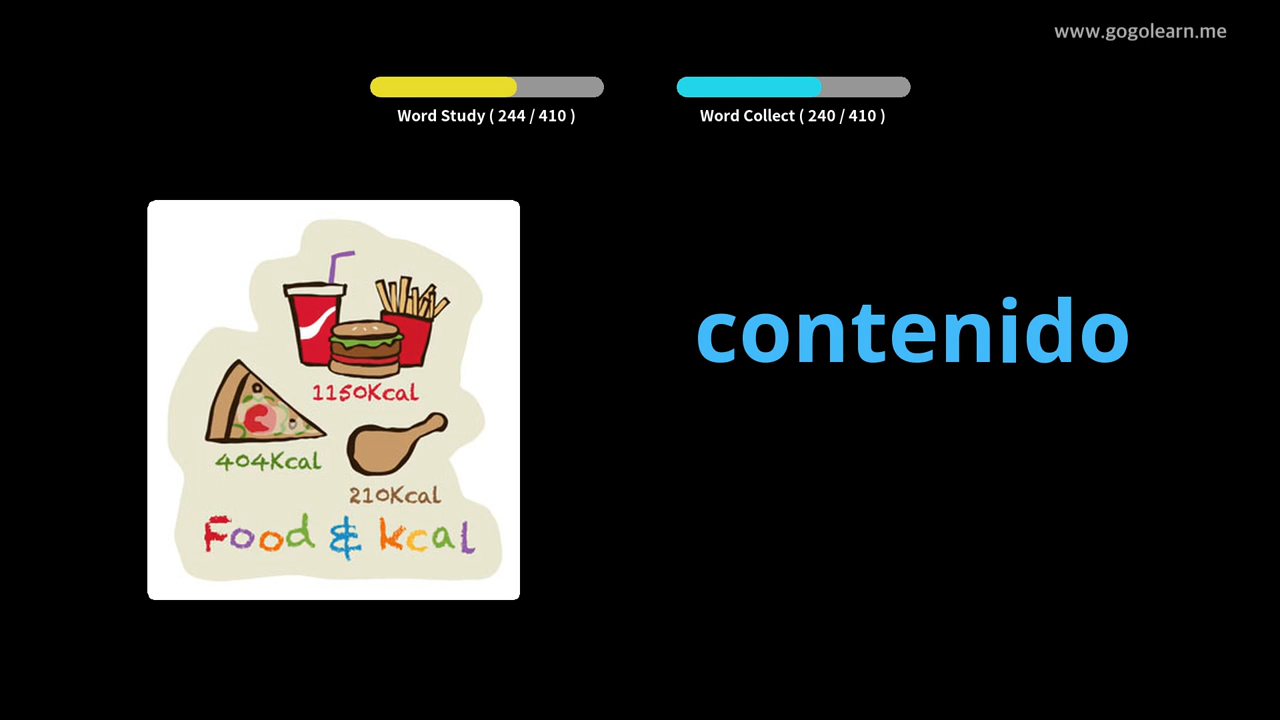 www.gogolearn.me
Word Study ( 244 / 410 )
Word Collect ( 240 / 410 )
1150Kcal
404Kcal
210Kcal
Food & kcal
contenido